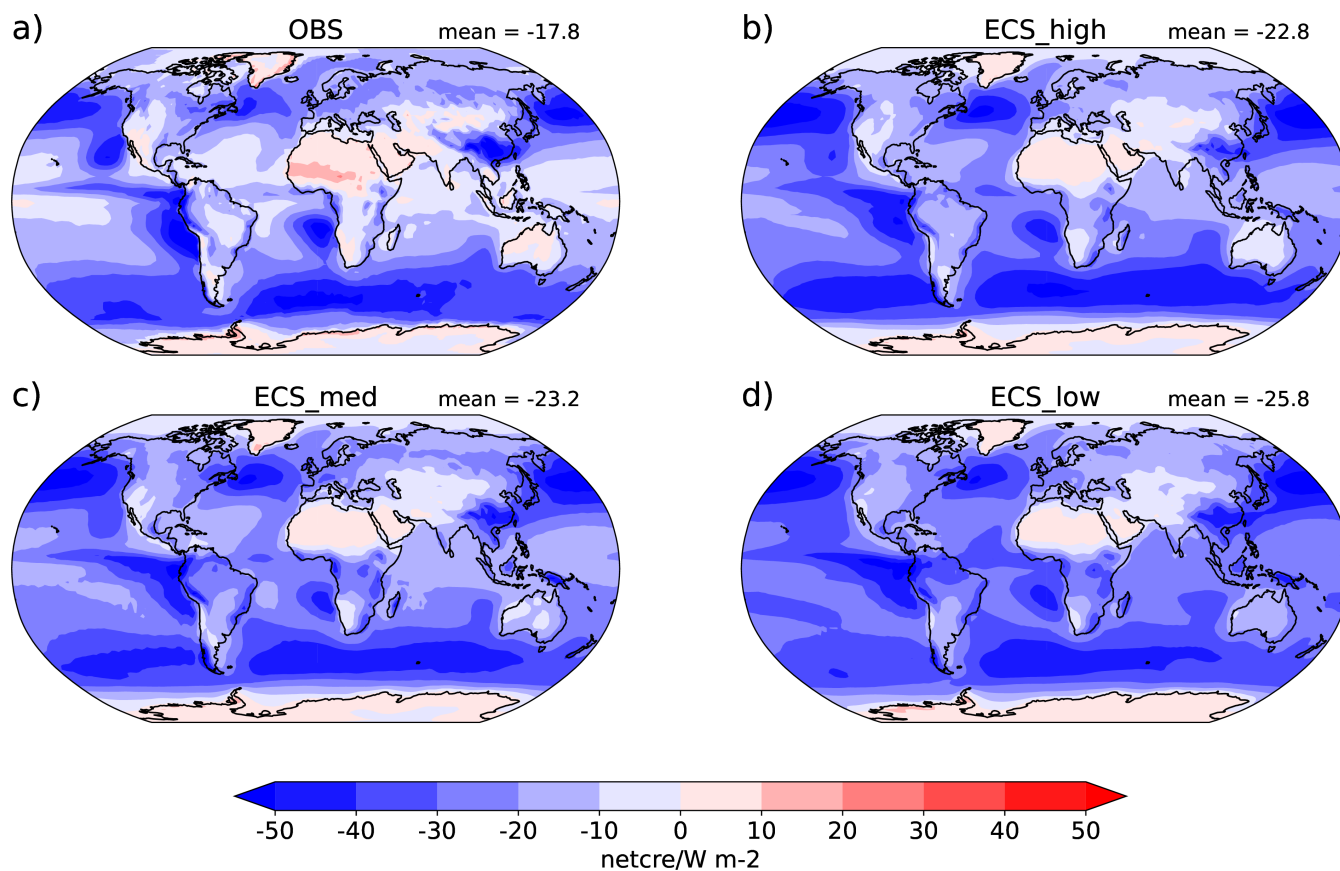 a) OBS mean = -17.8
b) ECS_high mean = -22.8
c) ECS_med mean = -23.2
d) ECS_low mean = -25.8
-50 -40 -30 -20 -10 0 10 20 30 40 50
netcre/W m-2